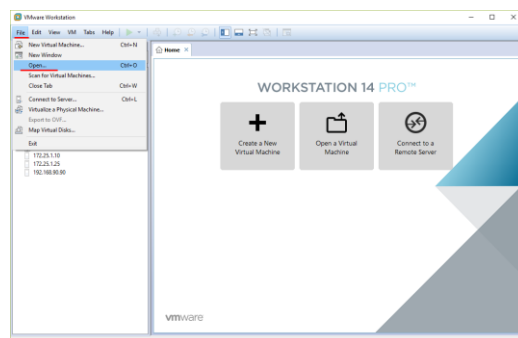 VMware Workstation
File Edit View VM Tabs Help
New Virtual Machine... Ctrl+N
New Window
Open... Ctrl+O
Scan for Virtual Machines...
Close Tab Ctrl+W
Connect to Server... Ctrl+L
Virtualize a Physical Machine...
Export to OVF...
Map Virtual Disks...
Exit
172.25.1.10
172.25.1.25
192.168.90.90
Home
WORKSTATION 14 PRO™
Create a New
Virtual Machine
Open a Virtual
Machine
Connect to a
Remote Server
vmware